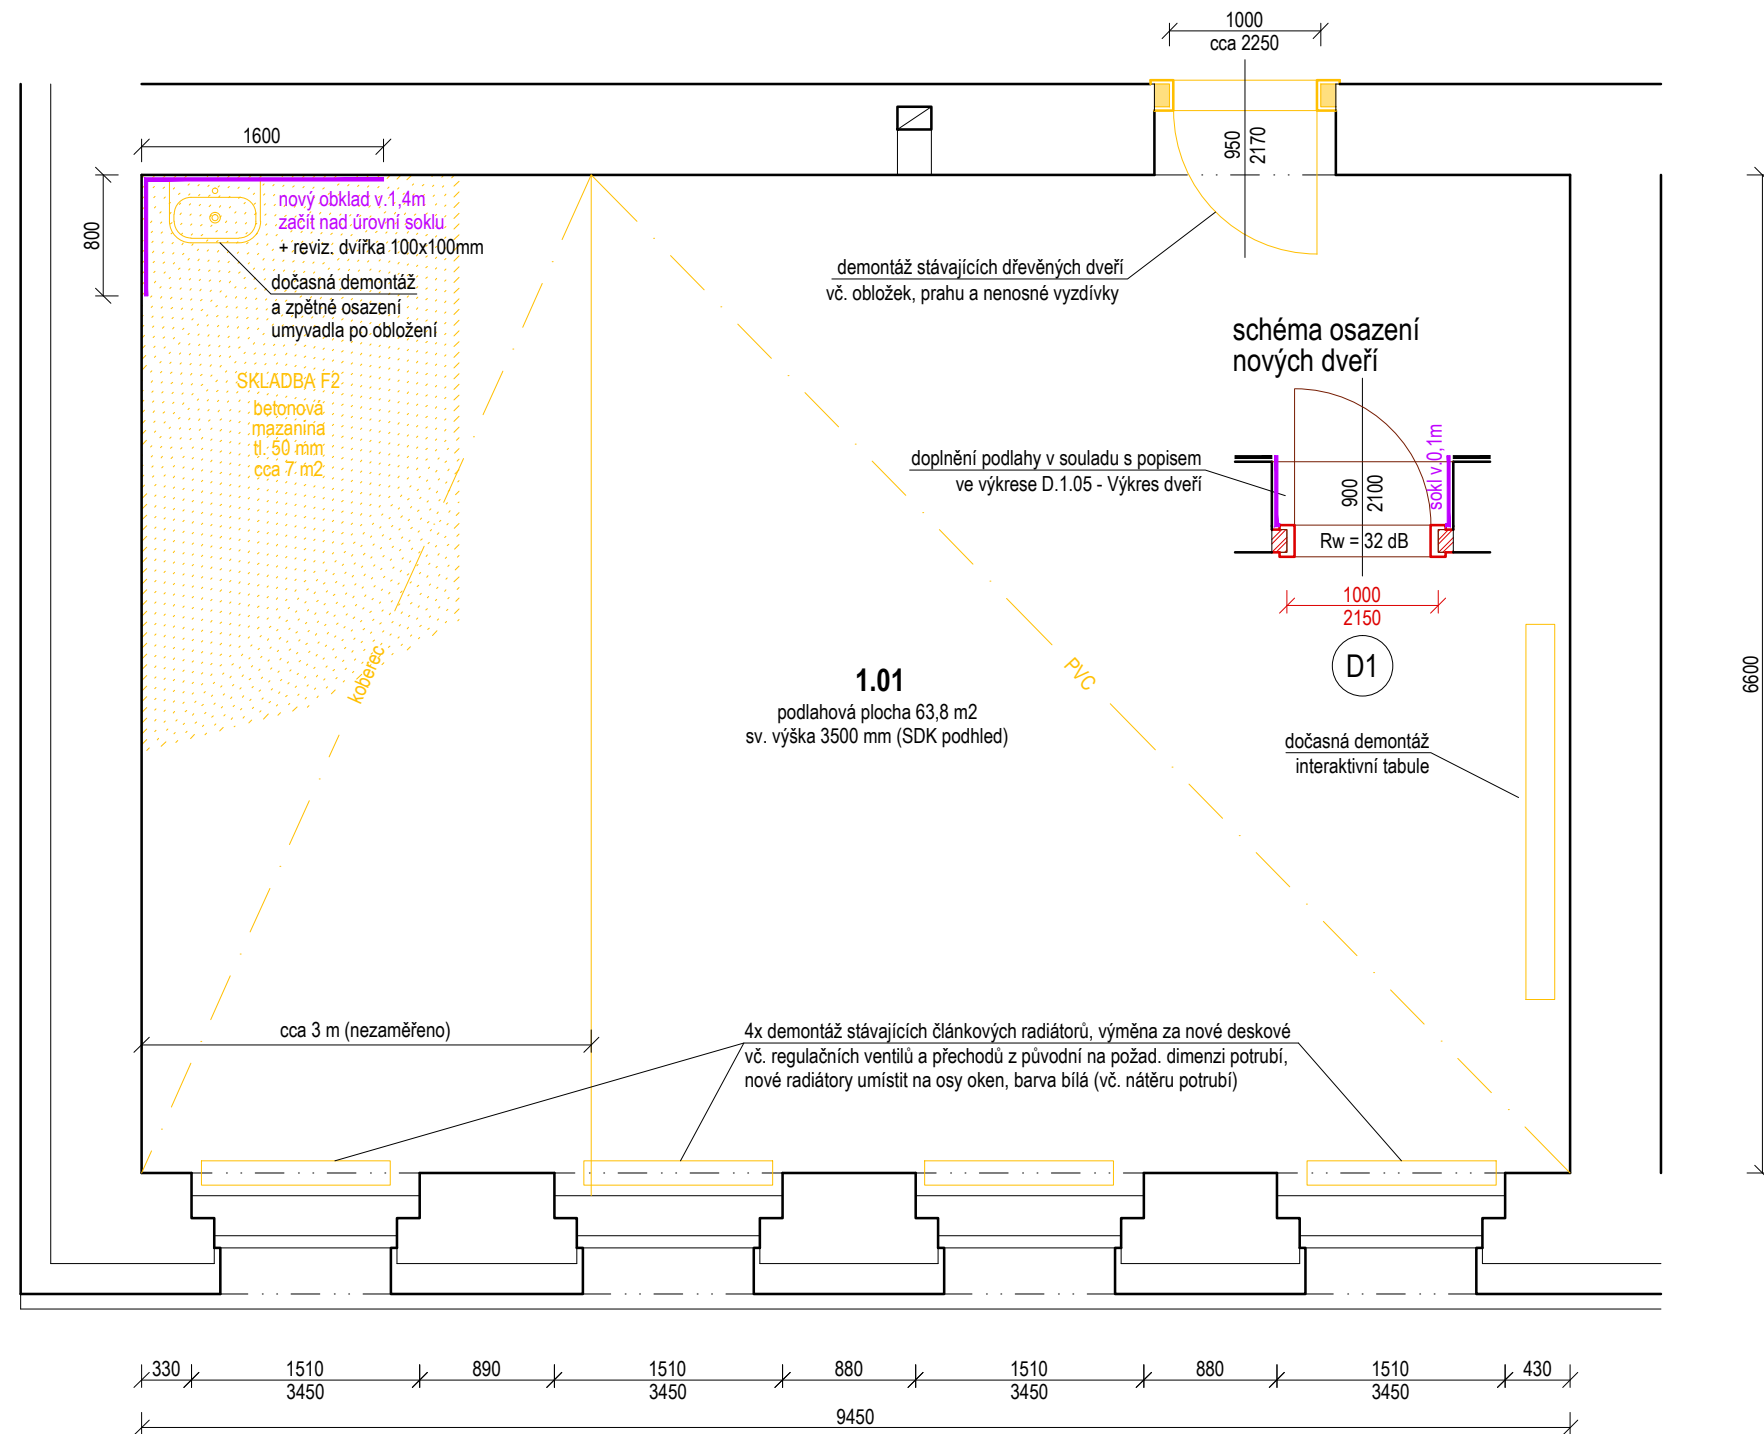 1000
cca 2250
950
2170
1600
800
nový obklad v.1,4m
začít nad úrovní soklu
+ reviz. dvířka 100x100mm
dočasná demontáž
a zpětné osazení
umyvadla po obložení
SKLADBA F2
betonová
mazanina
tl. 50 mm
cca 7 m2
demontáž stávajících dřevěných dveří
vč. obložek, prahu a nenosné vyzdívky
schéma osazení
nových dveří
doplnění podlahy v souladu s popisem
ve výkrese D.1.05 - Výkres dveří
900
2100
sokl v.0,1m
Rw = 32 dB
1000
2150
D1
koberec
PVC
1.01
podlahová plocha 63,8 m2
sv. výška 3500 mm (SDK podhled)
dočasná demontáž
interaktivní tabule
6600
cca 3 m (nezaměřeno)
4x demontáž stávajících článkových radiátorů, výměna za nové deskové
vč. regulačních ventilů a přechodů z původní na požad. dimenzi potrubí,
nové radiátory umístit na osy oken, barva bílá (vč. nátěru potrubí)
330 1510 890 1510 880 1510 880 1510 430
3450 3450 3450 3450
9450